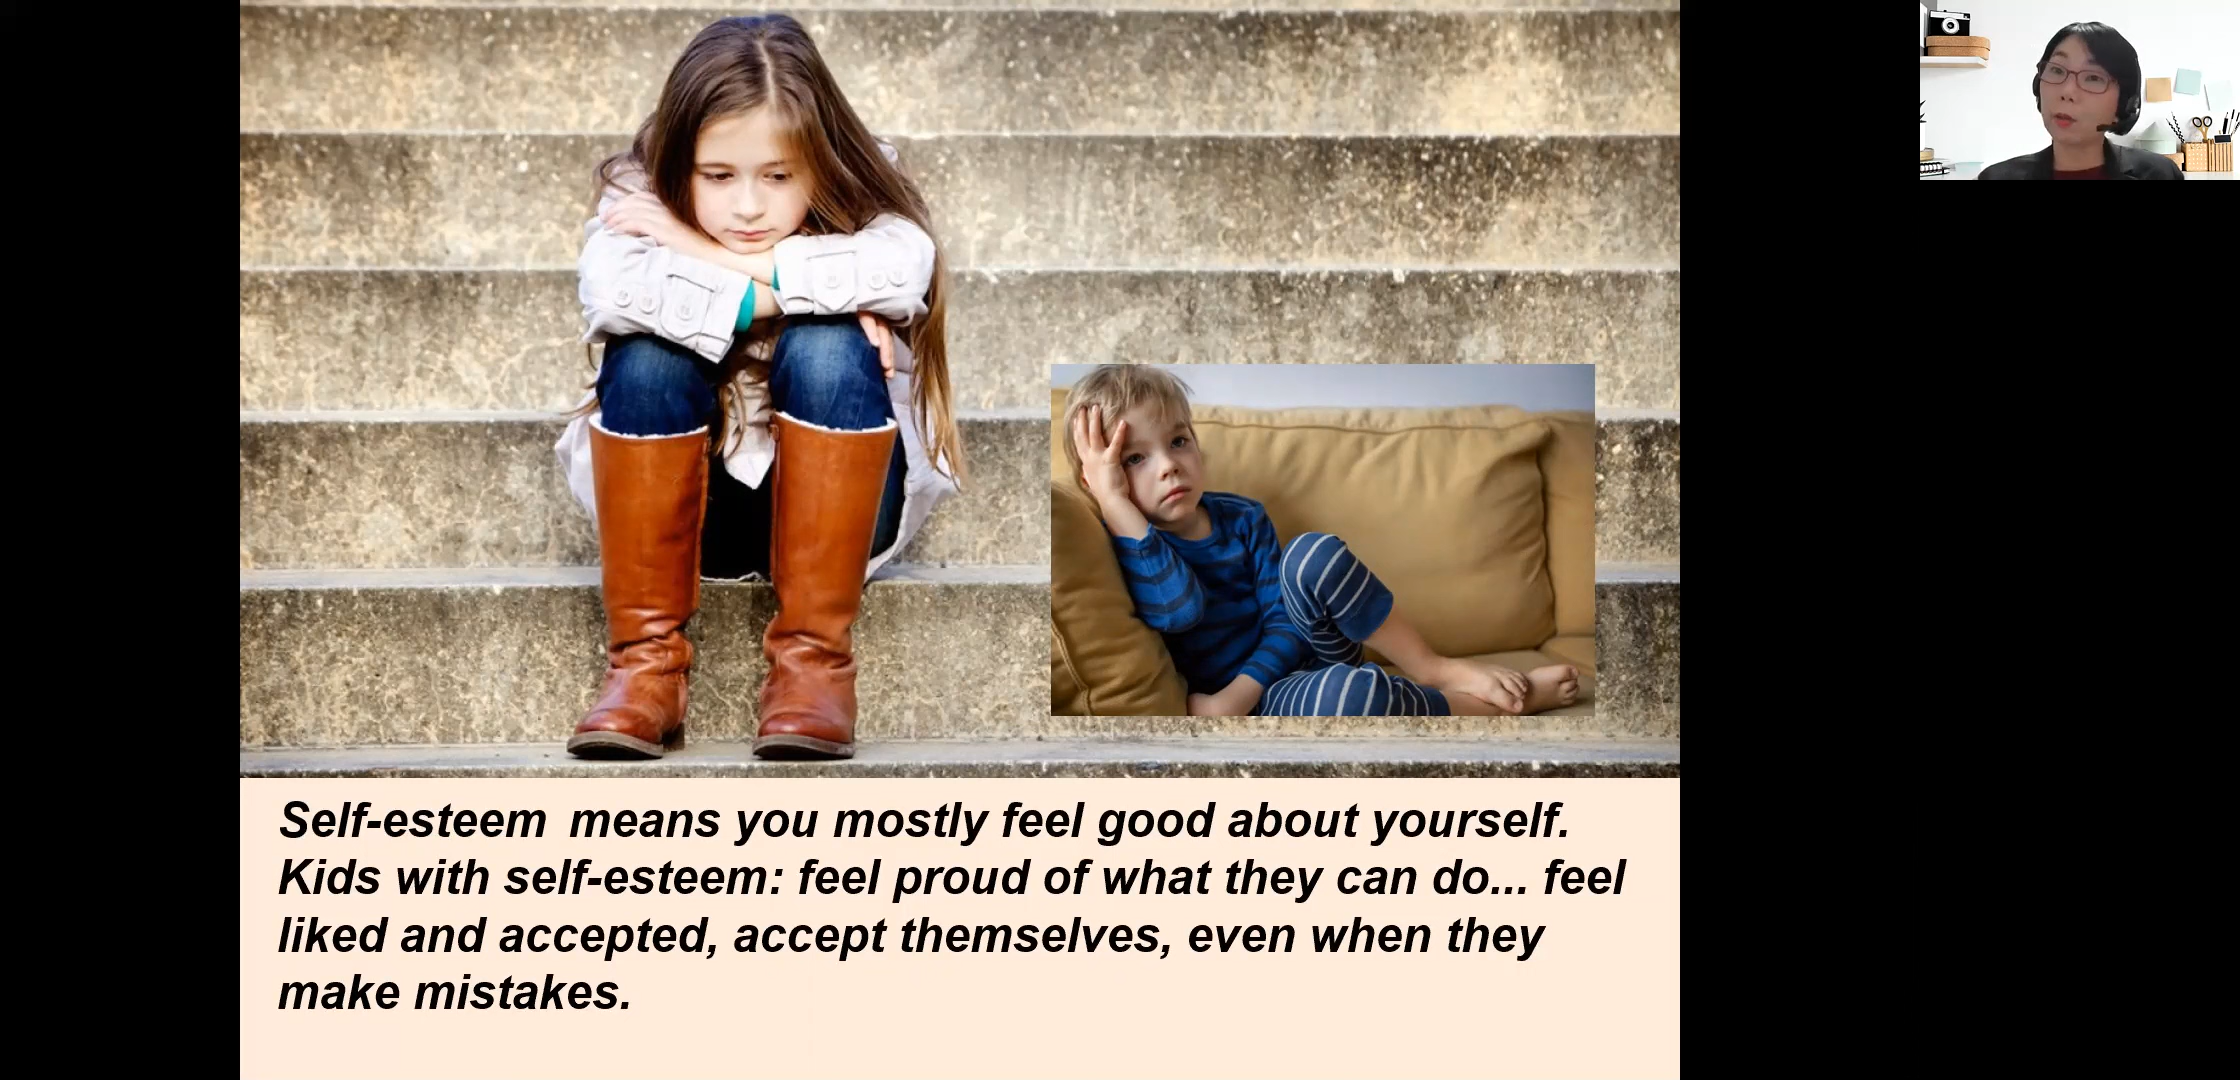 Self-esteem means you mostly feel good about yourself.
Kids with self-esteem: feel proud of what they can do... feel
liked and accepted, accept themselves, even when they
make mistakes.